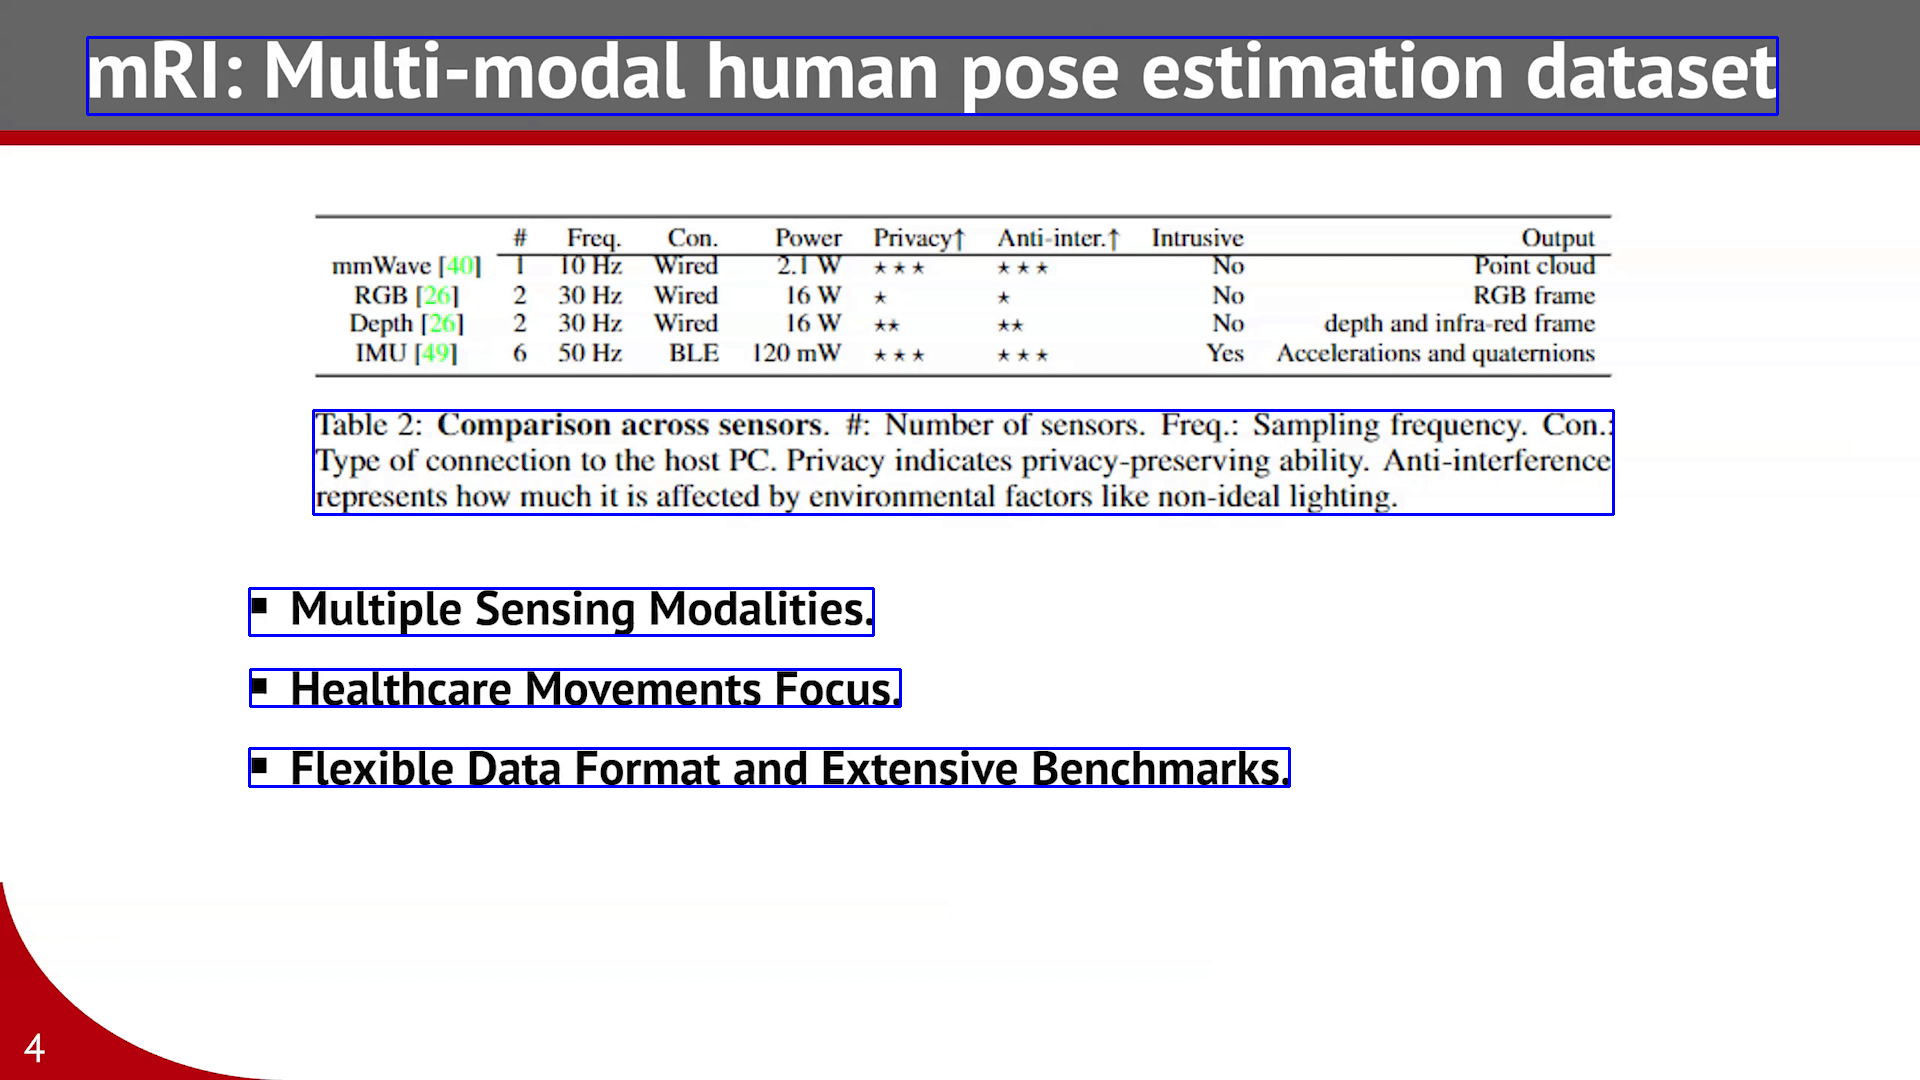 mRI: Multi-modal human pose estimation dataset
# Freq. Con. Power Privacy↑ Anti-inter.↑ Intrusive Output
mmWave [40] 1 10 Hz Wired 2.1 W ⋆⋆⋆ ⋆⋆⋆ No Point cloud
RGB [26] 2 30 Hz Wired 16 W ⋆ ⋆ No RGB frame
Depth [26] 2 30 Hz Wired 16 W ⋆⋆ ⋆⋆ No depth and infra-red frame
IMU [49] 6 50 Hz BLE 120 mW ⋆⋆⋆ ⋆⋆⋆ Yes Accelerations and quaternions
Table 2: Comparison across sensors. #: Number of sensors. Freq.: Sampling frequency. Con.:
Type of connection to the host PC. Privacy indicates privacy-preserving ability. Anti-interference
represents how much it is affected by environmental factors like non-ideal lighting.
▪ Multiple Sensing Modalities.
▪ Healthcare Movements Focus.
▪ Flexible Data Format and Extensive Benchmarks.
4